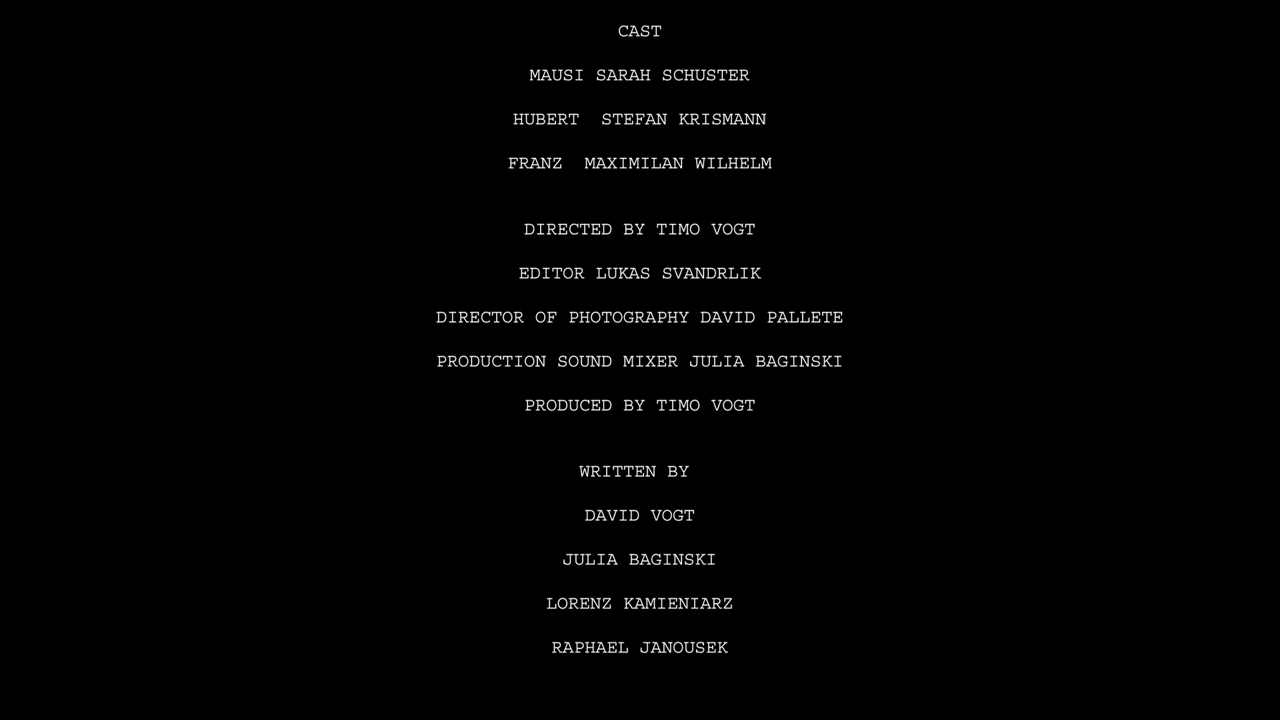 CAST
MAUSI SARAH SCHUSTER
HUBERT  STEFAN KRISMANN
FRANZ  MAXIMILAN WILHELM
DIRECTED BY TIMO VOGT
EDITOR LUKAS SVANDRLIK
DIRECTOR OF PHOTOGRAPHY DAVID PALLETE
PRODUCTION SOUND MIXER JULIA BAGINSKI
PRODUCED BY TIMO VOGT
WRITTEN BY
DAVID VOGT
JULIA BAGINSKI
LORENZ KAMIENIARZ
RAPHAEL JANOUSEK